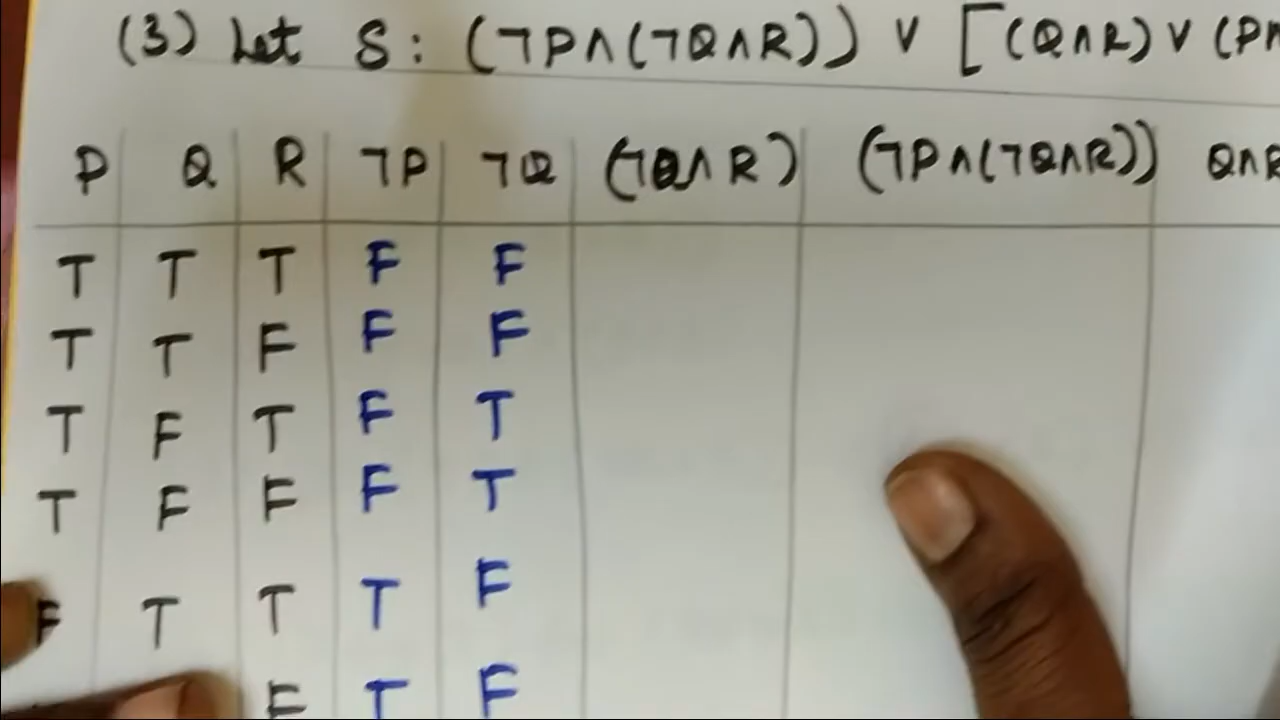 (3) Let S: (¬P∧(¬Q∧R)) ∨ [(Q∧R) ∨ (P∧
P Q R ¬P ¬Q (¬Q∧R) (¬P∧(¬Q∧R)) Q∧R
T T T F F
T T F F F
T F T F T
T F F F T
F T T T F
F T F